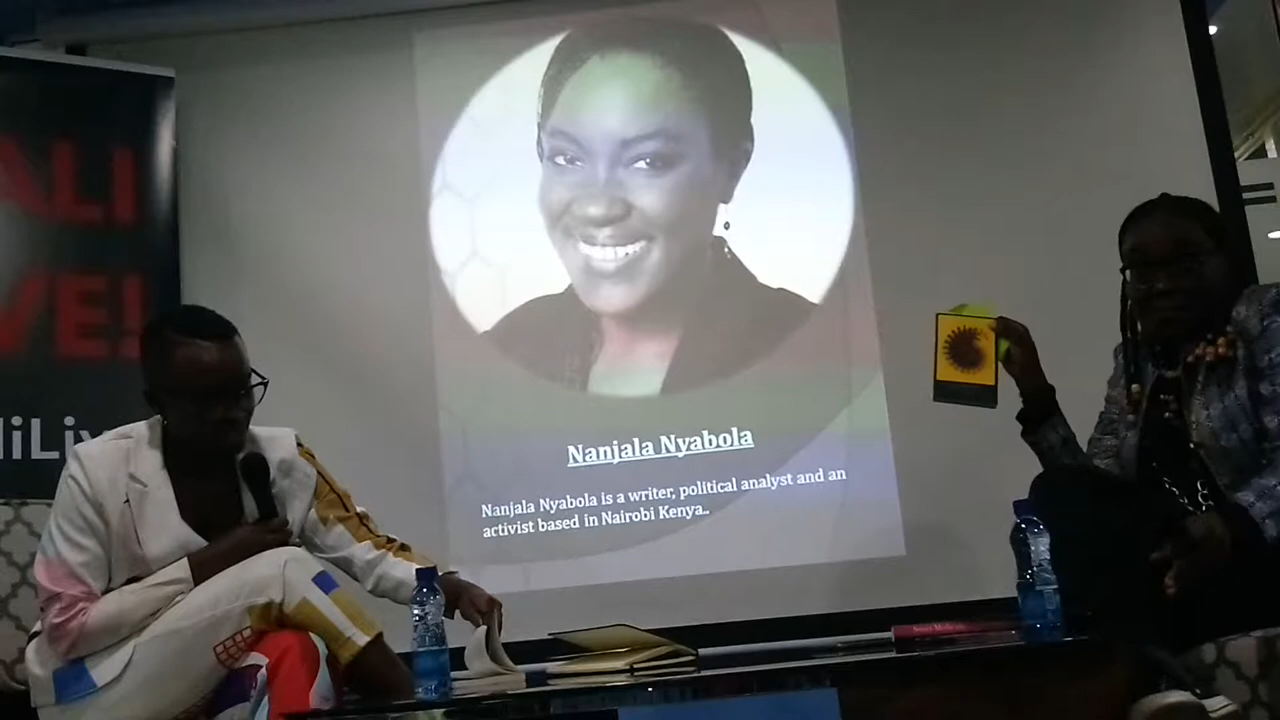 ALI
VE!
liLiv
Nanjala Nyabola
Nanjala Nyabola is a writer, political analyst and an
activist based in Nairobi Kenya..